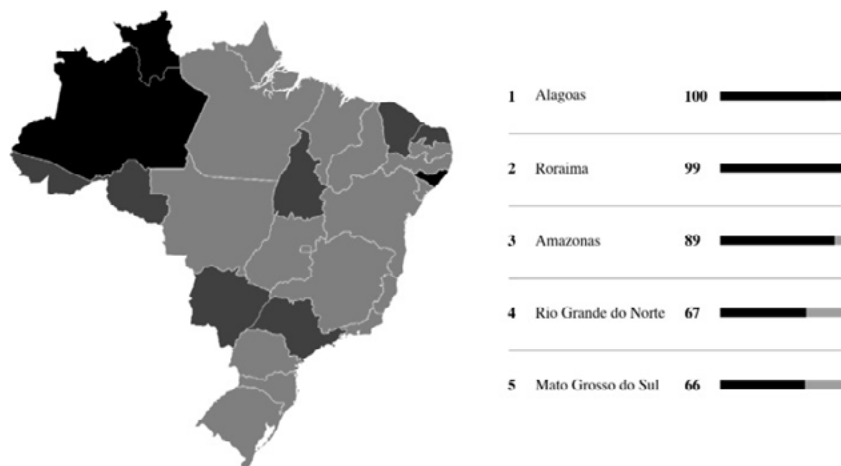 1 Alagoas 100
2 Roraima 99
3 Amazonas 89
4 Rio Grande do Norte 67
5 Mato Grosso do Sul 66